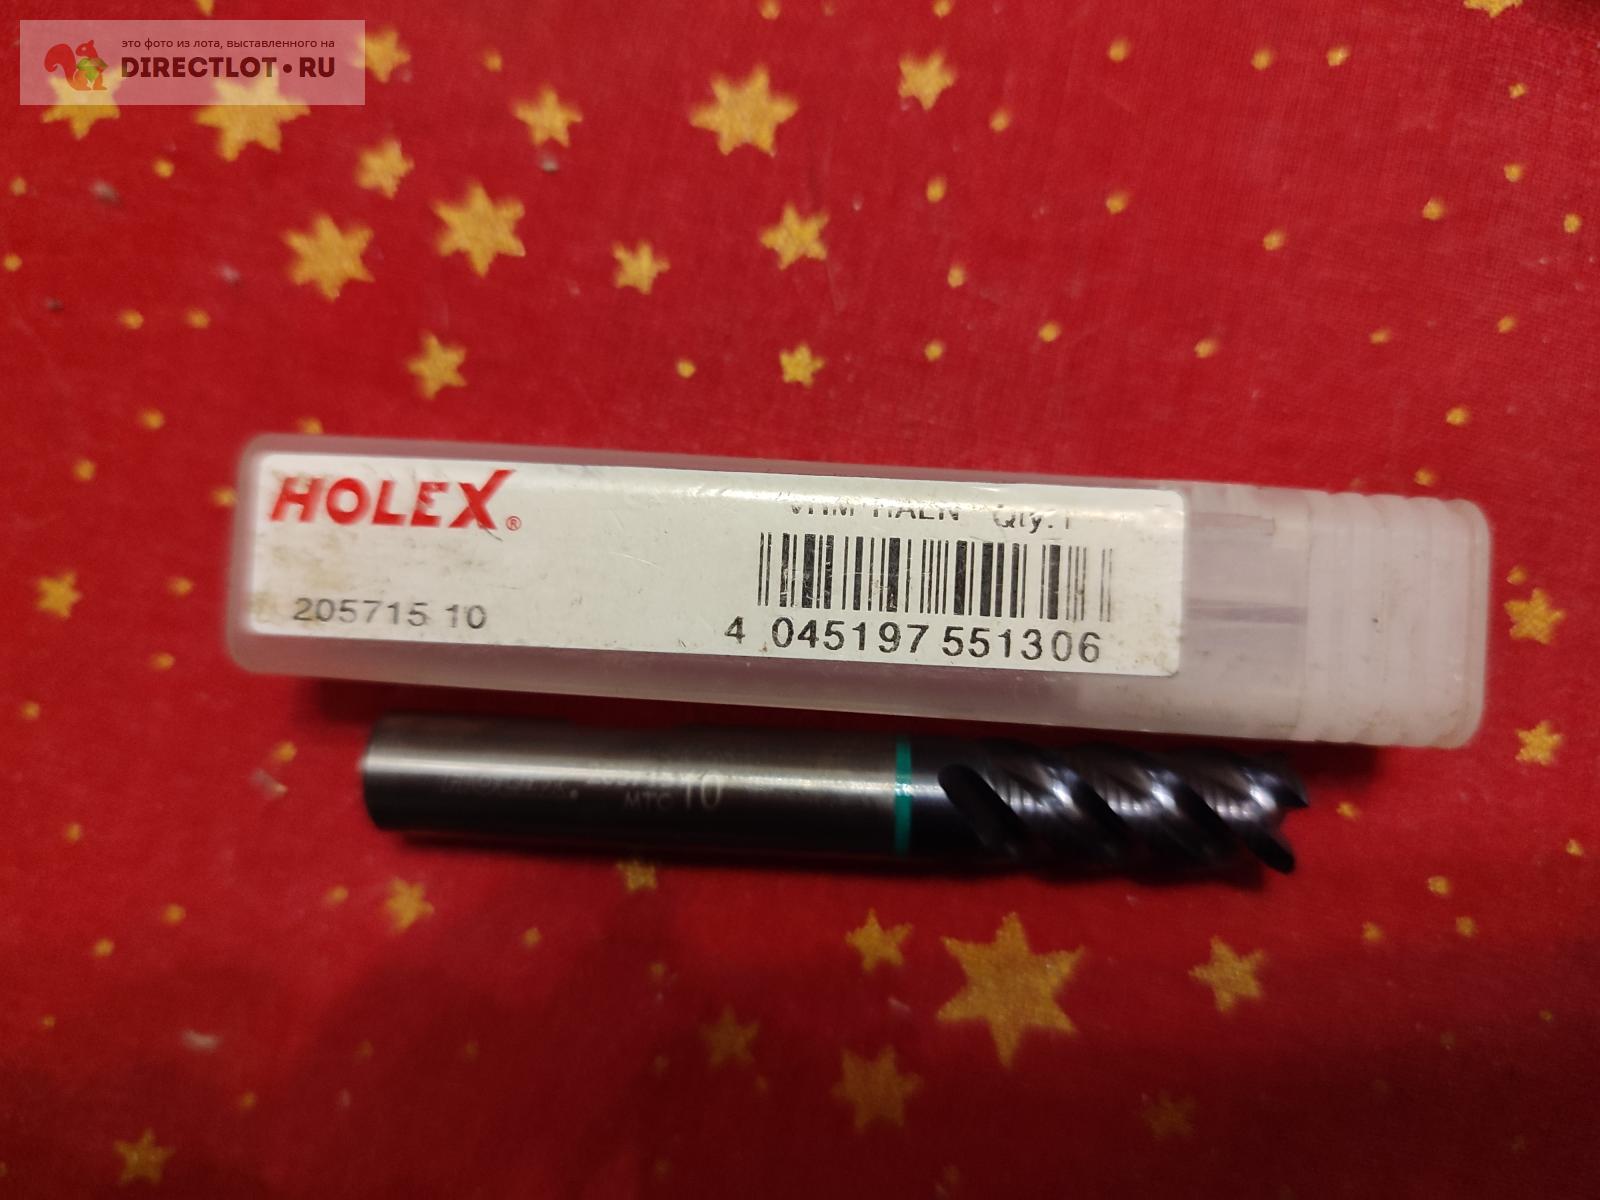 это фото из лота, выставленного на
DIRECTLOT•RU
HOLEX®
Qty:1
205715 10
4 045197 551306
MTC 10